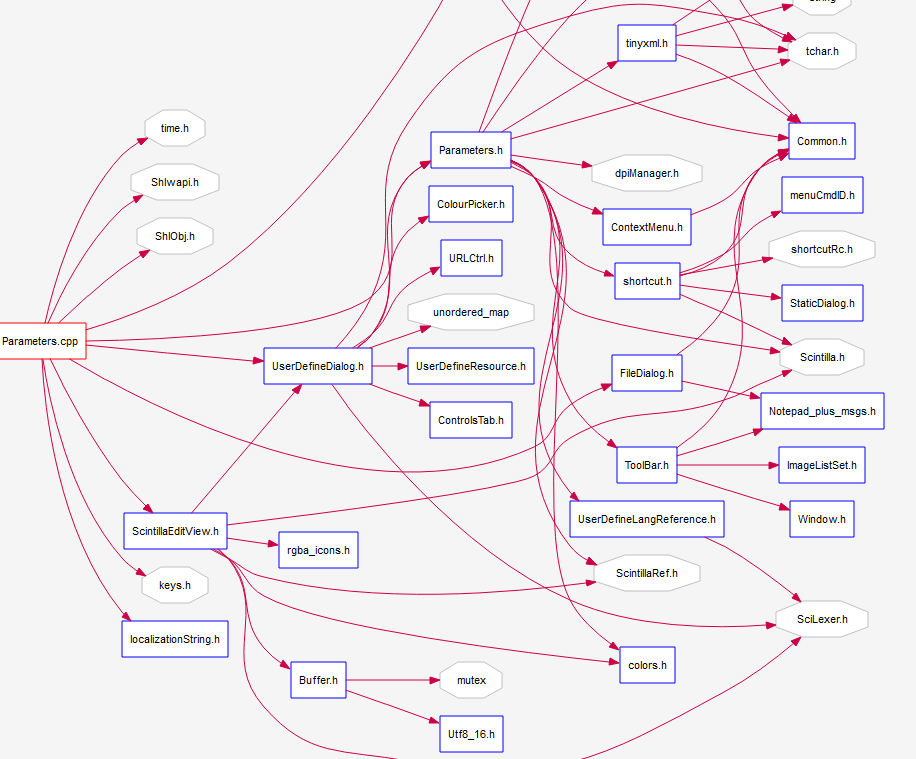 tinyxml.h
tchar.h
time.h
Parameters.h
Common.h
dpiManager.h
Shlwapi.h
menuCmdID.h
ColourPicker.h
ContextMenu.h
ShlObj.h
shortcutRc.h
URLCtrl.h
shortcut.h
StaticDialog.h
unordered_map
Parameters.cpp
Scintilla.h
UserDefineDialog.h
UserDefineResource.h
FileDialog.h
Notepad_plus_msgs.h
ControlsTab.h
ToolBar.h
ImageListSet.h
UserDefineLangReference.h
Window.h
ScintillaEditView.h
rgba_icons.h
ScintillaRef.h
keys.h
SciLexer.h
localizationString.h
colors.h
Buffer.h
mutex
Utf8_16.h